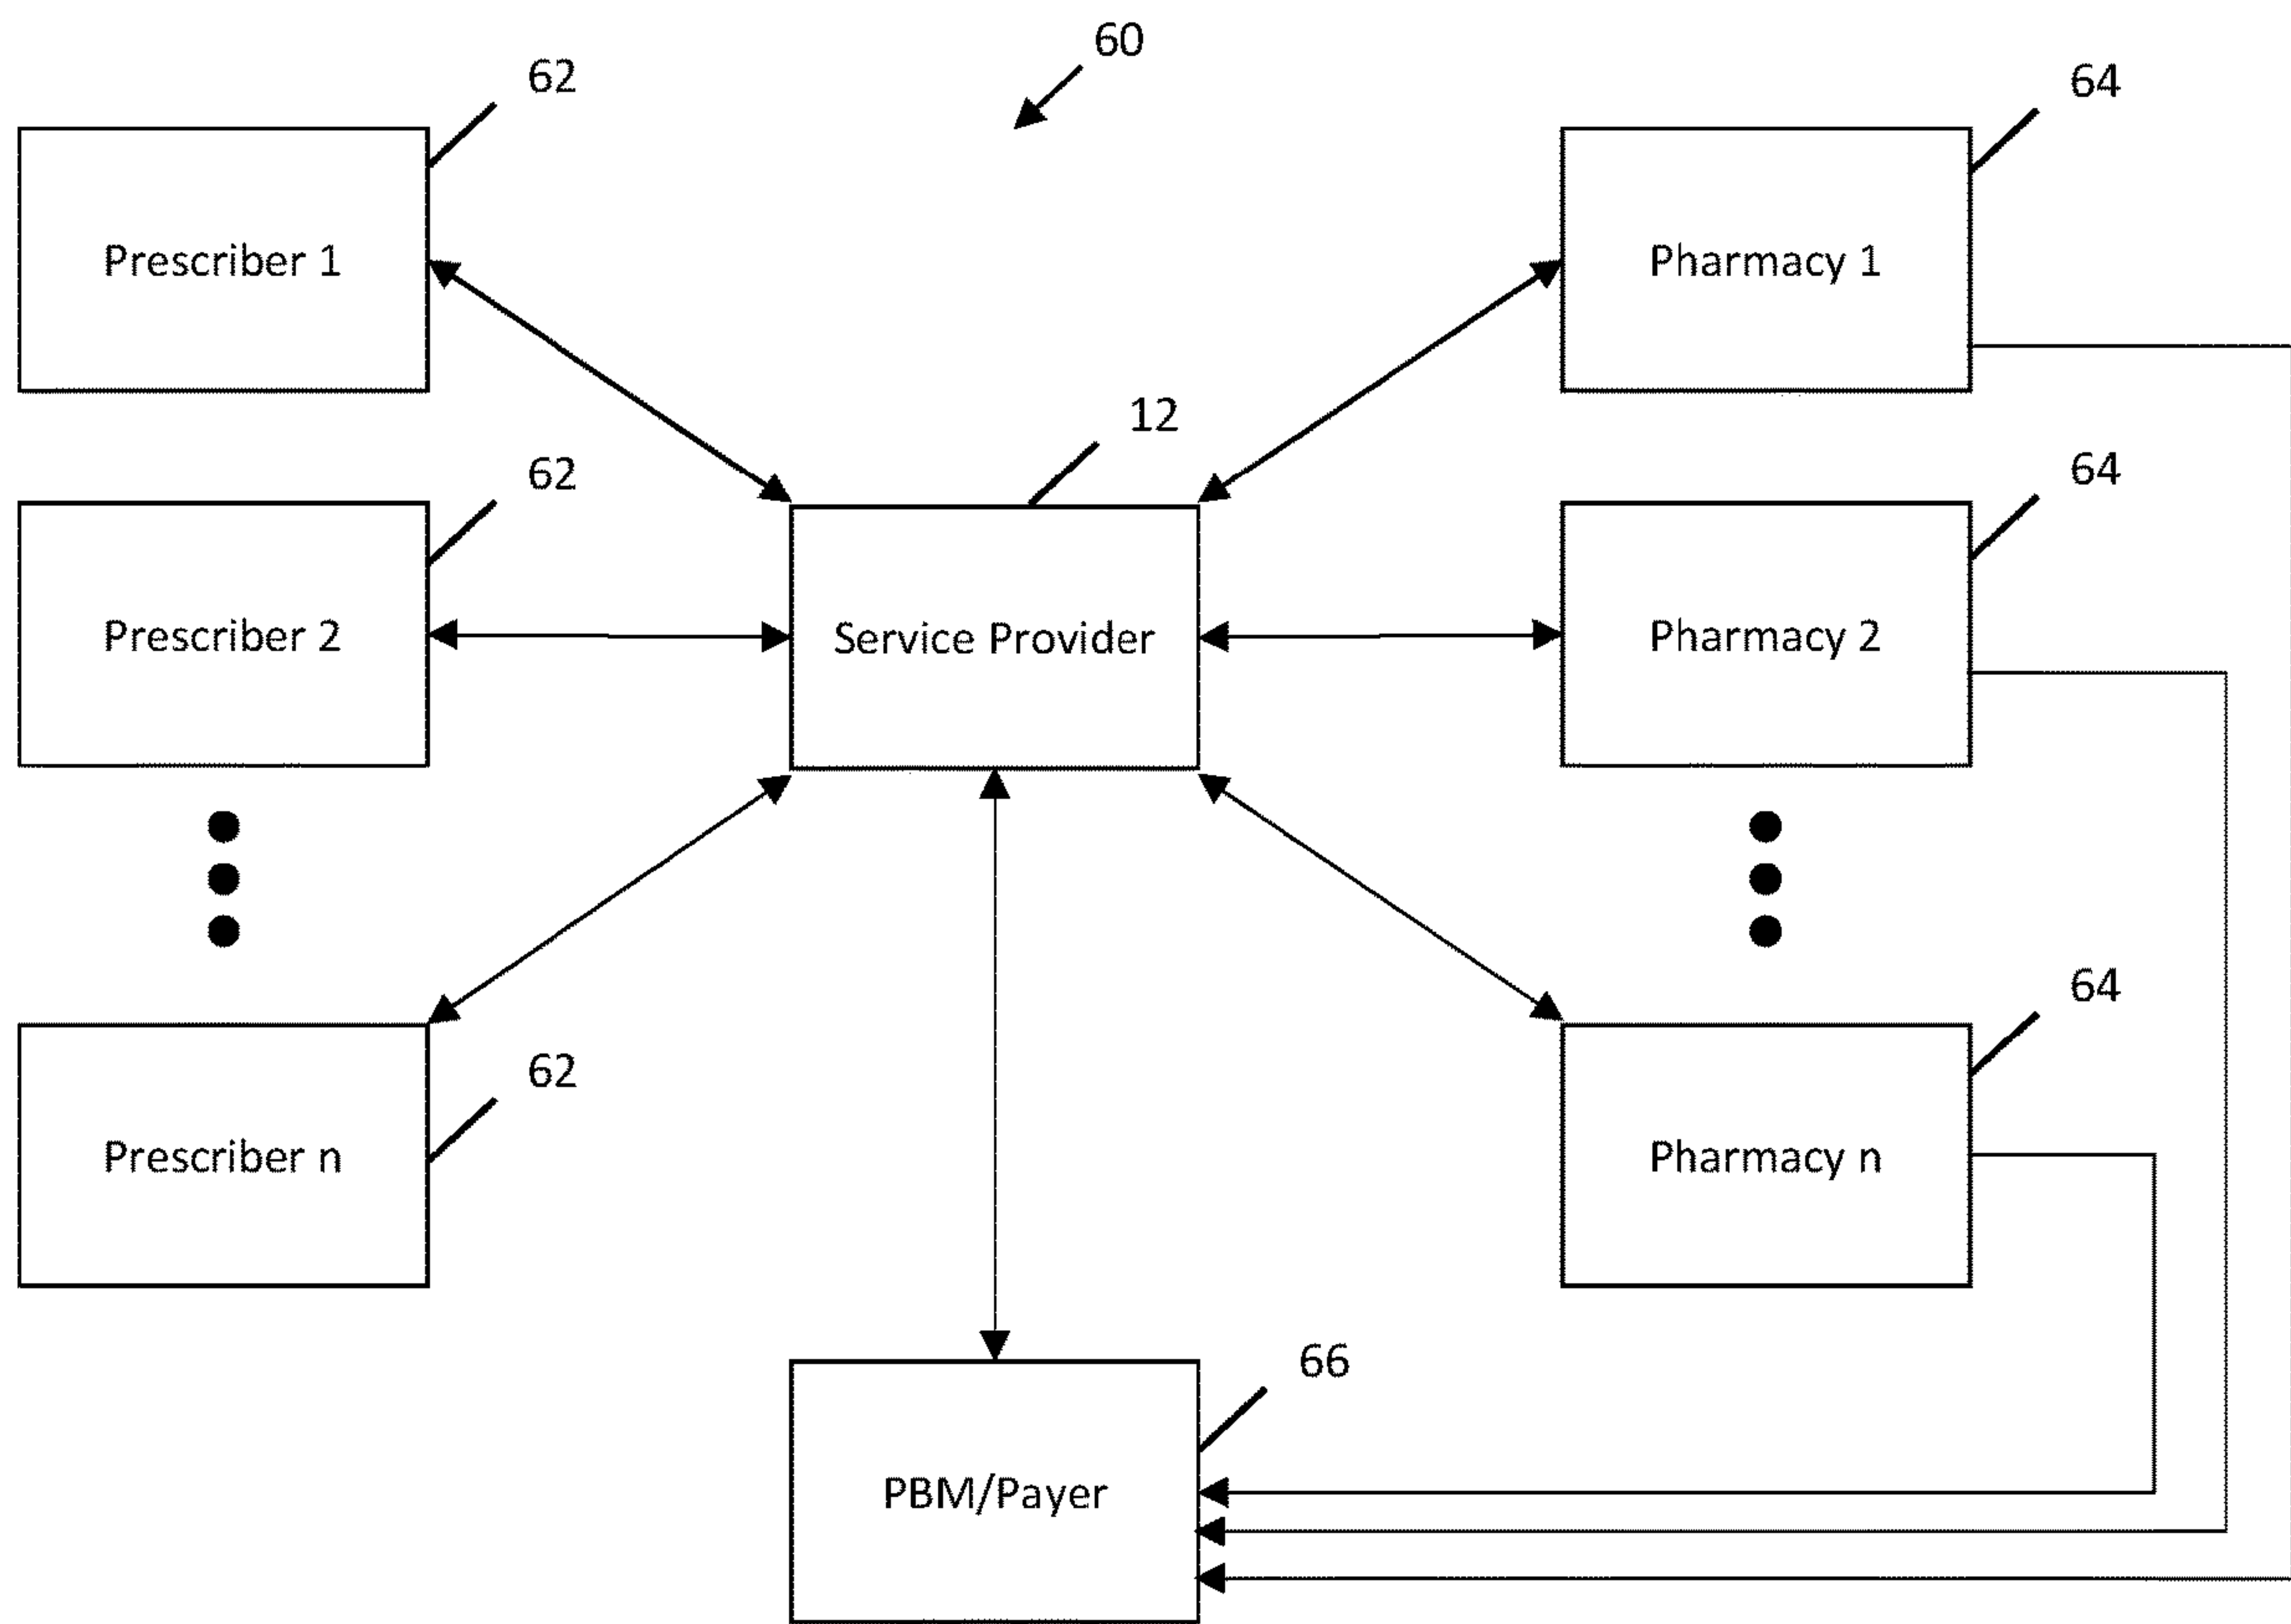 60
62
64
Prescriber 1
Pharmacy 1
12
62
64
Prescriber 2
Service Provider
Pharmacy 2
64
62
Prescriber n
Pharmacy n
66
PBM/Payer